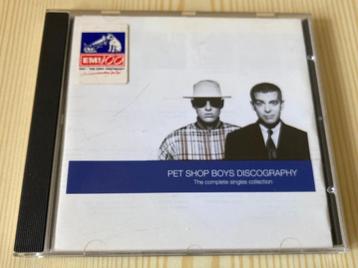 EMI 100
PET SHOP BOYS DISCOGRAPHY
The complete singles collection